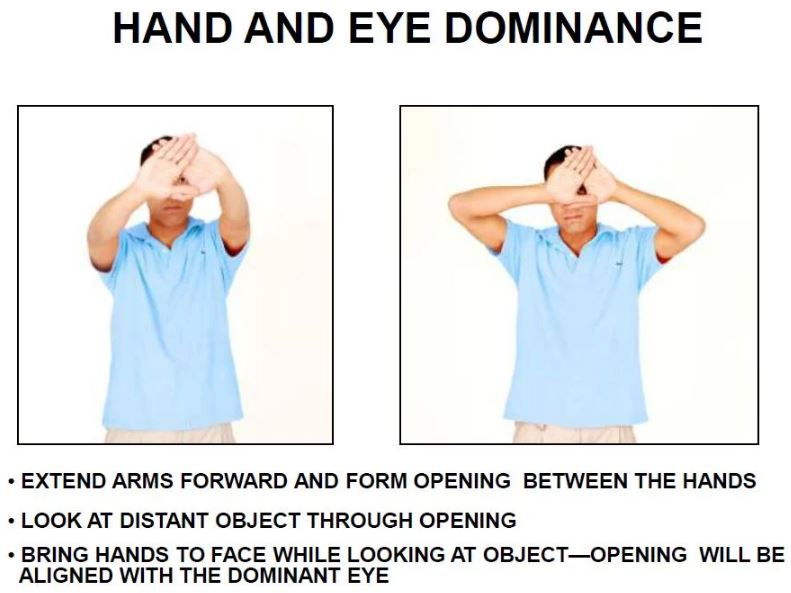 HAND AND EYE DOMINANCE
• EXTEND ARMS FORWARD AND FORM OPENING BETWEEN THE HANDS
• LOOK AT DISTANT OBJECT THROUGH OPENING
• BRING HANDS TO FACE WHILE LOOKING AT OBJECT—OPENING WILL BE
ALIGNED WITH THE DOMINANT EYE